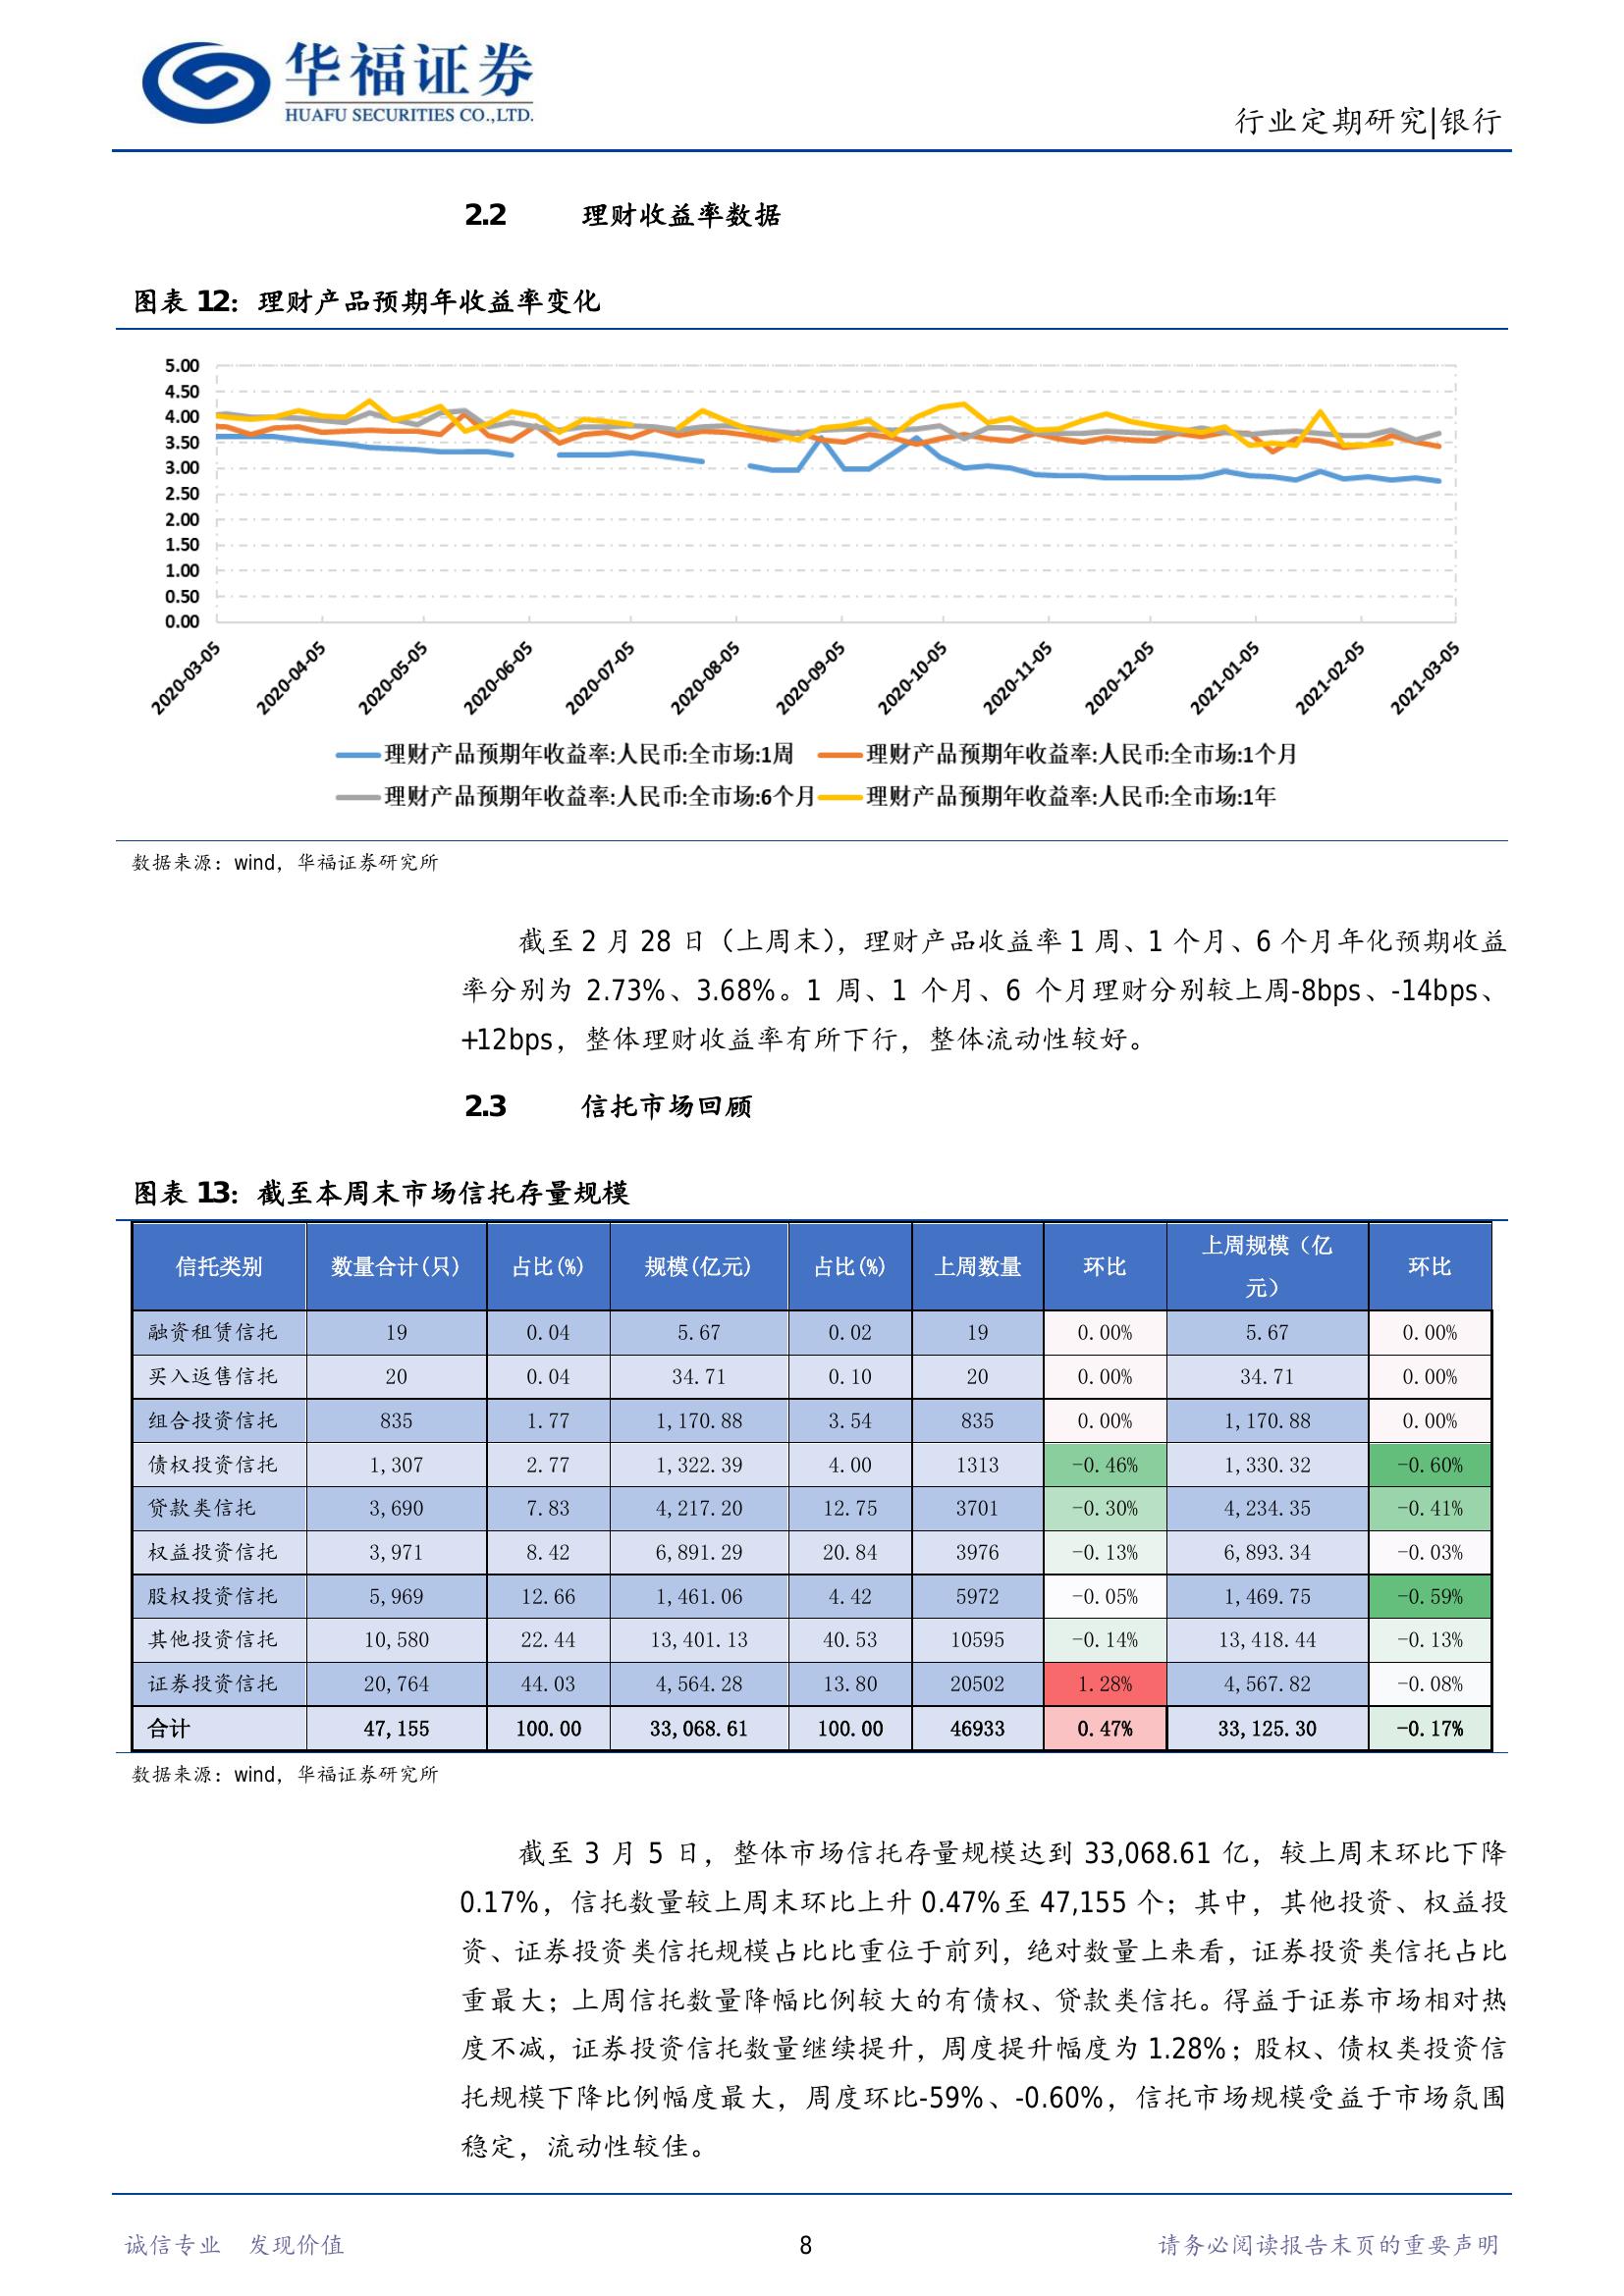 华福证券
HUAFU SECURITIES CO.,LTD.
行业定期研究|银行
2.2 理财收益率数据
图表 12：理财产品预期年收益率变化
5.00
4.50
4.00
3.50
3.00
2.50
2.00
1.50
1.00
0.50
0.00
2020-03-05
2020-04-05
2020-05-05
2020-06-05
2020-07-05
2020-08-05
2020-09-05
2020-10-05
2020-11-05
2020-12-05
2021-01-05
2021-02-05
2021-03-05
理财产品预期年收益率:人民币:全市场:1周 理财产品预期年收益率:人民币:全市场:1个月
理财产品预期年收益率:人民币:全市场:6个月 理财产品预期年收益率:人民币:全市场:1年
数据来源：wind，华福证券研究所
截至 2 月 28 日（上周末），理财产品收益率 1 周、1 个月、6 个月年化预期收益
率分别为 2.73%、3.68%。1 周、1 个月、6 个月理财分别较上周-8bps、-14bps、
+12bps，整体理财收益率有所下行，整体流动性较好。
2.3 信托市场回顾
图表 13：截至本周末市场信托存量规模
信托类别 数量合计(只) 占比(%) 规模(亿元) 占比(%) 上周数量 环比 上周规模（亿元） 环比
融资租赁信托 19 0.04 5.67 0.02 19 0.00% 5.67 0.00%
买入返售信托 20 0.04 34.71 0.10 20 0.00% 34.71 0.00%
组合投资信托 835 1.77 1,170.88 3.54 835 0.00% 1,170.88 0.00%
债权投资信托 1,307 2.77 1,322.39 4.00 1313 -0.46% 1,330.32 -0.60%
贷款类信托 3,690 7.83 4,217.20 12.75 3701 -0.30% 4,234.35 -0.41%
权益投资信托 3,971 8.42 6,891.29 20.84 3976 -0.13% 6,893.34 -0.03%
股权投资信托 5,969 12.66 1,461.06 4.42 5972 -0.05% 1,469.75 -0.59%
其他投资信托 10,580 22.44 13,401.13 40.53 10595 -0.14% 13,418.44 -0.13%
证券投资信托 20,764 44.03 4,564.28 13.80 20502 1.28% 4,567.82 -0.08%
合计 47,155 100.00 33,068.61 100.00 46933 0.47% 33,125.30 -0.17%
数据来源：wind，华福证券研究所
截至 3 月 5 日，整体市场信托存量规模达到 33,068.61 亿，较上周末环比下降
0.17%，信托数量较上周末环比上升 0.47%至 47,155 个；其中，其他投资、权益投
资、证券投资类信托规模占比比重位于前列，绝对数量上来看，证券投资类信托占比
重最大；上周信托数量降幅比例较大的有债权、贷款类信托。得益于证券市场相对热
度不减，证券投资信托数量继续提升，周度提升幅度为 1.28%；股权、债权类投资信
托规模下降比例幅度最大，周度环比-59%、-0.60%，信托市场规模受益于市场氛围
稳定，流动性较佳。
诚信专业 发现价值 8 请务必阅读报告末页的重要声明